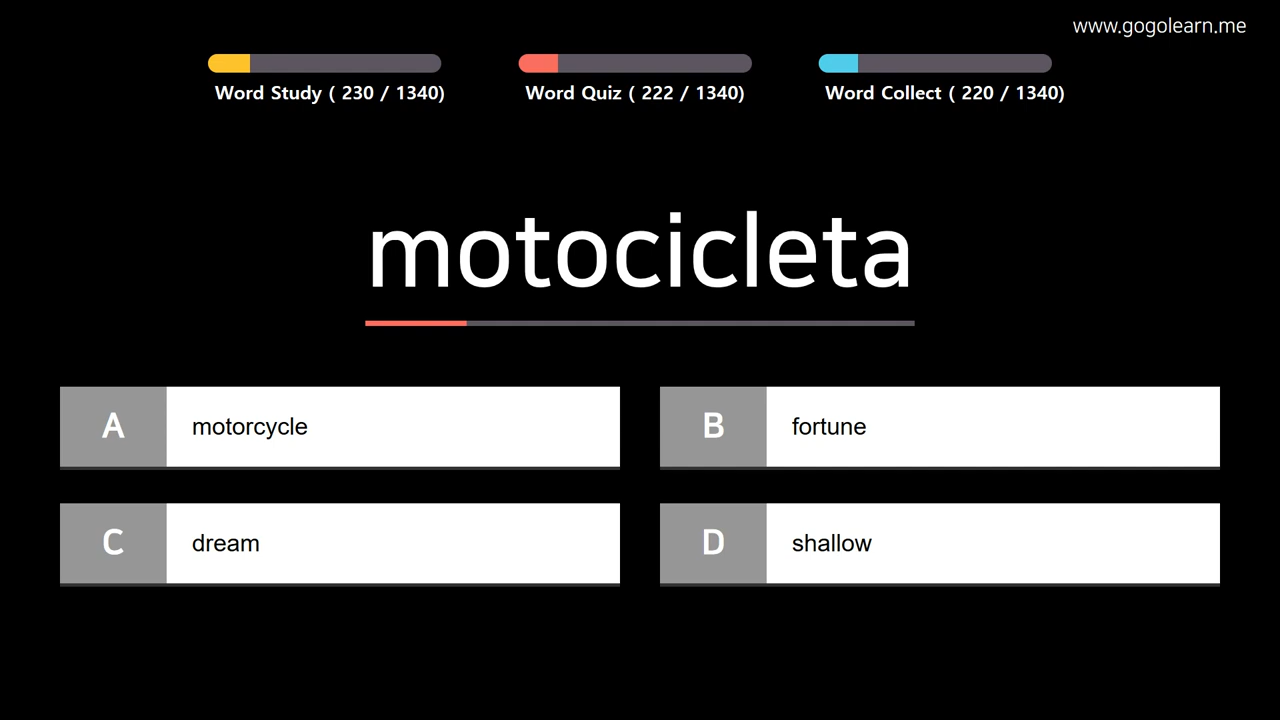 www.gogolearn.me
Word Study ( 230 / 1340)
Word Quiz ( 222 / 1340)
Word Collect ( 220 / 1340)
motocicleta
A motorcycle
B fortune
C dream
D shallow